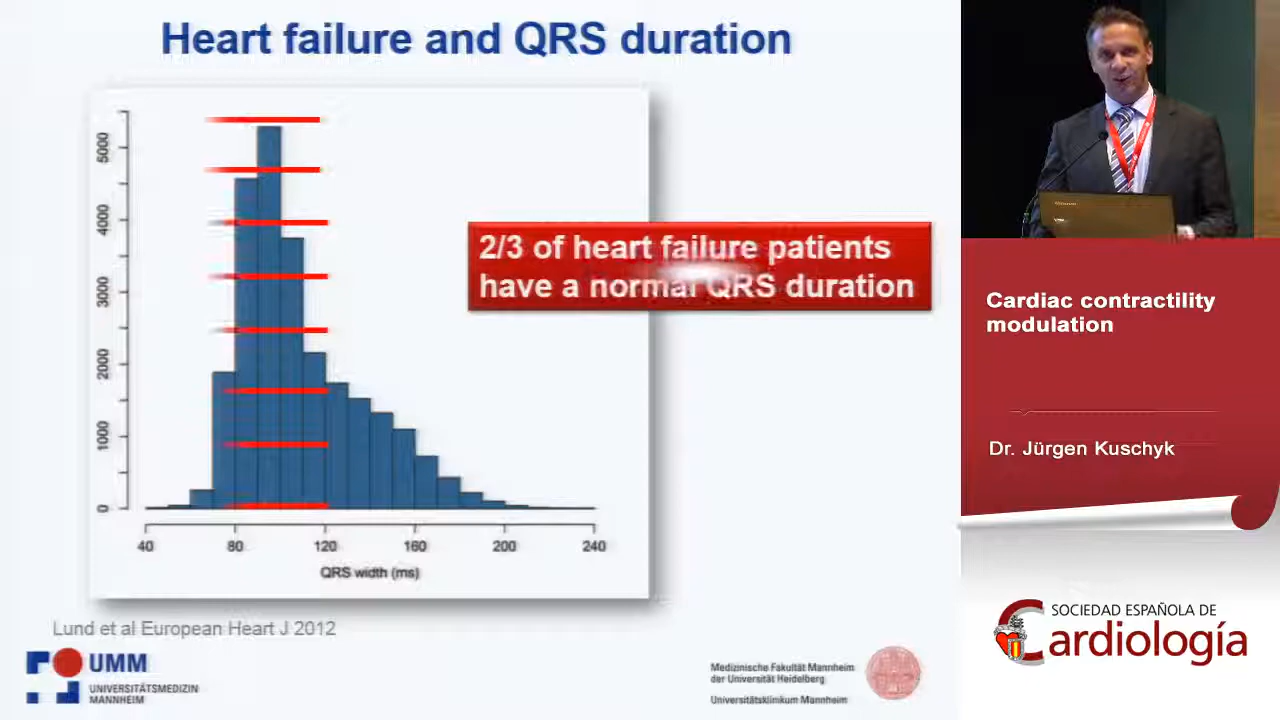 Heart failure and QRS duration
5000
4000
3000
2000
1000
0
40 80 120 160 200 240
QRS width (ms)
2/3 of heart failure patients
have a normal QRS duration
Lund et al European Heart J 2012
UMM
UNIVERSITÄTSMEDIZIN
MANNHEIM
Medizinische Fakultät Mannheim
der Universität Heidelberg
Universitätsklinikum Mannheim
Cardiac contractility
modulation
Dr. Jürgen Kuschyk
SOCIEDAD ESPAÑOLA DE
Cardiología